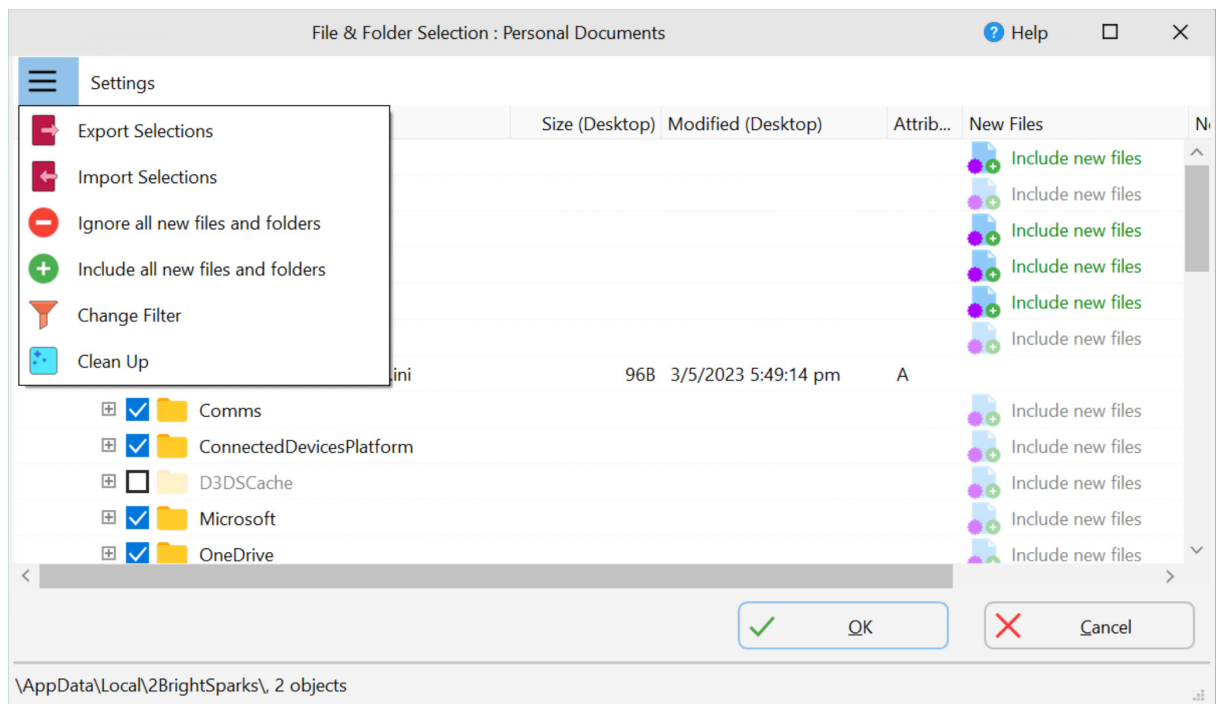 File & Folder Selection : Personal Documents
? Help
Settings
Export Selections
Import Selections
Ignore all new files and folders
Include all new files and folders
Change Filter
Clean Up
Size (Desktop) Modified (Desktop) Attrib... New Files
Include new files
Include new files
Include new files
Include new files
Include new files
Include new files
.ini 96B 3/5/2023 5:49:14 pm A
Comms Include new files
ConnectedDevicesPlatform Include new files
D3DSCache Include new files
Microsoft Include new files
OneDrive Include new files
OK Cancel
\AppData\Local\2BrightSparks\, 2 objects